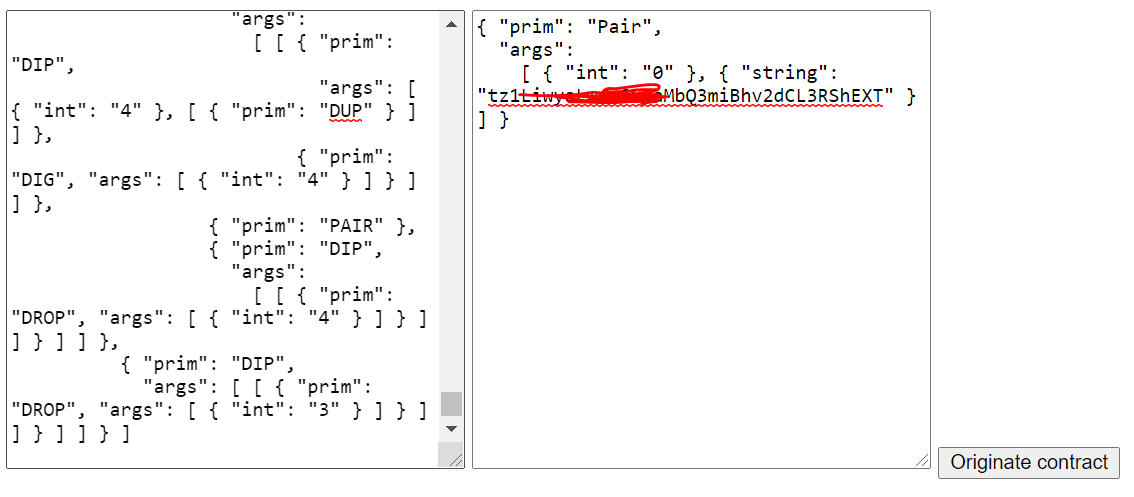 "args":
[ [ { "prim":
"DIP",
"args": [
{ "int": "4" }, [ { "prim": "DUP" } ]
] },
{ "prim":
"DIG", "args": [ { "int": "4" } ] } ]
] },
{ "prim": "PAIR" },
{ "prim": "DIP",
"args":
[ [ { "prim":
"DROP", "args": [ { "int": "4" } ] } ]
] } ] ] },
{ "prim": "DIP",
"args": [ [ { "prim":
"DROP", "args": [ { "int": "3" } ] } ]
] } ] ] } ]
{ "prim": "Pair",
"args":
[ { "int": "0" }, { "string":
"tz1 MbQ3miBhv2dCL3RShEXT" }
] }
Originate contract